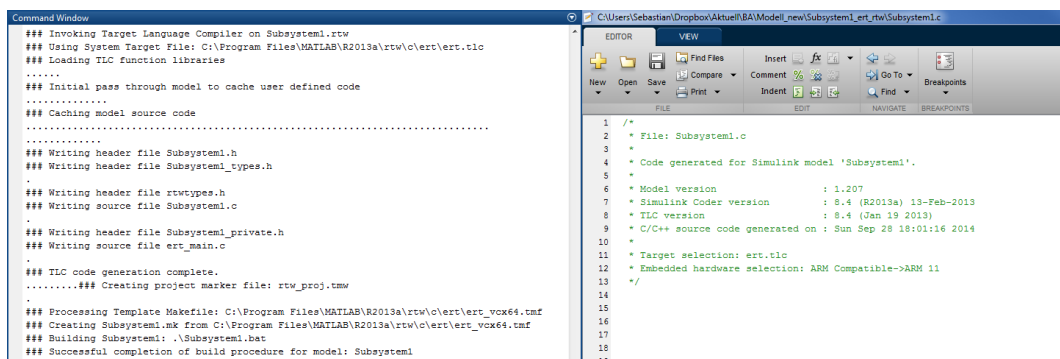 Command Window
### Invoking Target Language Compiler on Subsystem1.rtw
### Using System Target File: C:\Program Files\MATLAB\R2013a\rtw\c\ert\ert.tlc
### Loading TLC function libraries
......
### Initial pass through model to cache user defined code
..............
### Caching model source code
...............................................................................
.............
### Writing header file Subsystem1.h
### Writing header file Subsystem1_types.h
.
### Writing header file rtwtypes.h
### Writing source file Subsystem1.c
.
### Writing header file Subsystem1_private.h
### Writing source file ert_main.c
.
### TLC code generation complete.
.........### Creating project marker file: rtw_proj.tmw
.
### Processing Template Makefile: C:\Program Files\MATLAB\R2013a\rtw\c\ert\ert_vcx64.tmf
### Creating Subsystem1.mk from C:\Program Files\MATLAB\R2013a\rtw\c\ert\ert_vcx64.tmf
### Building Subsystem1: .\Subsystem1.bat
### Successful completion of build procedure for model: Subsystem1
C:\Users\Sebastian\Dropbox\Aktuell\BA\Modell_new\Subsystem1_ert_rtw\Subsystem1.c
EDITOR VIEW
Find Files Insert fx
Compare Comment % Go To
New Open Save Print Indent Find Breakpoints
FILE EDIT NAVIGATE BREAKPOINTS
1 /*
2 * File: Subsystem1.c
3 *
4 * Code generated for Simulink model 'Subsystem1'.
5 *
6 * Model version : 1.207
7 * Simulink Coder version : 8.4 (R2013a) 13-Feb-2013
8 * TLC version : 8.4 (Jan 19 2013)
9 * C/C++ source code generated on : Sun Sep 28 18:01:16 2014
10 *
11 * Target selection: ert.tlc
12 * Embedded hardware selection: ARM Compatible->ARM 11
13 */
14
15
16
17
18